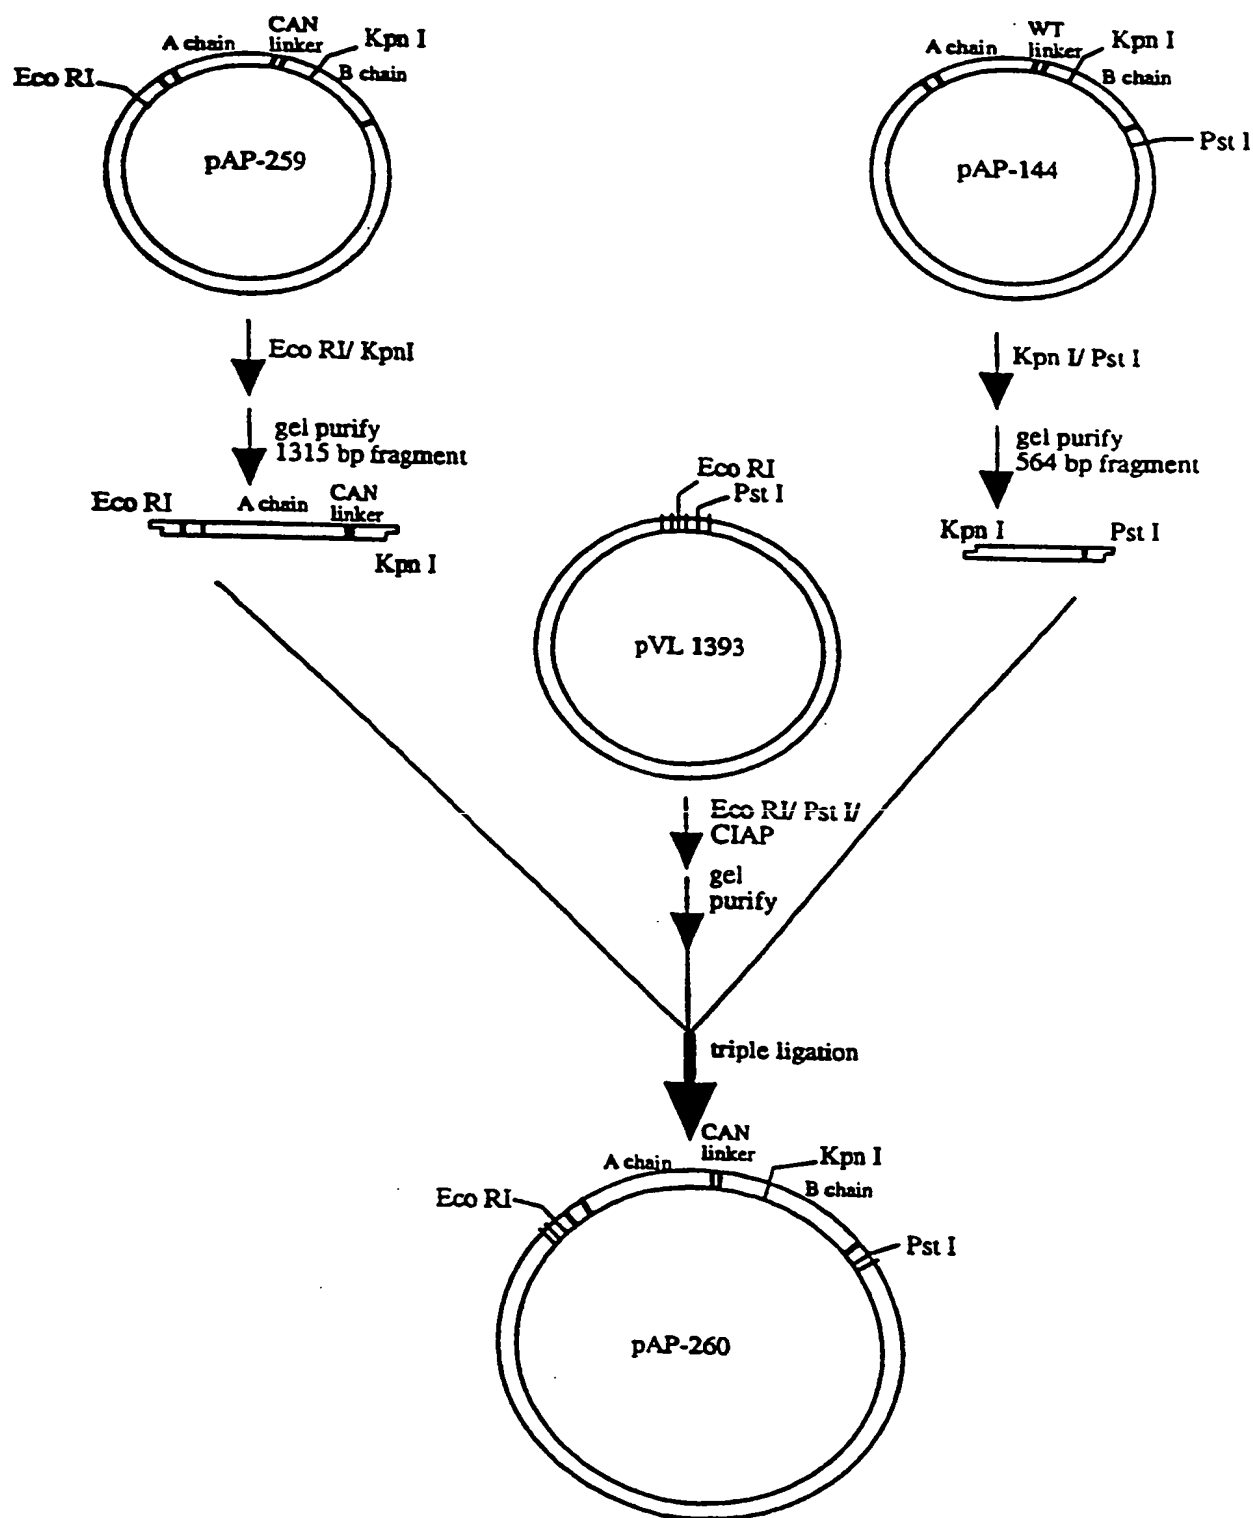 CAN
linker
A chain
Kpn I
B chain
Eco RI
pAP-259
WT
linker
A chain
Kpn I
B chain
Pst I
pAP-144
Eco RI/ KpnI
gel purify
1315 bp fragment
Kpn I/ Pst I
gel purify
564 bp fragment
Eco RI
A chain
CAN
linker
Kpn I
Eco RI
Pst I
Kpn I
Pst I
pVL 1393
Eco RI/ Pst I/
CIAP
gel
purify
triple ligation
CAN
linker
A chain
Kpn I
B chain
Eco RI
Pst I
pAP-260